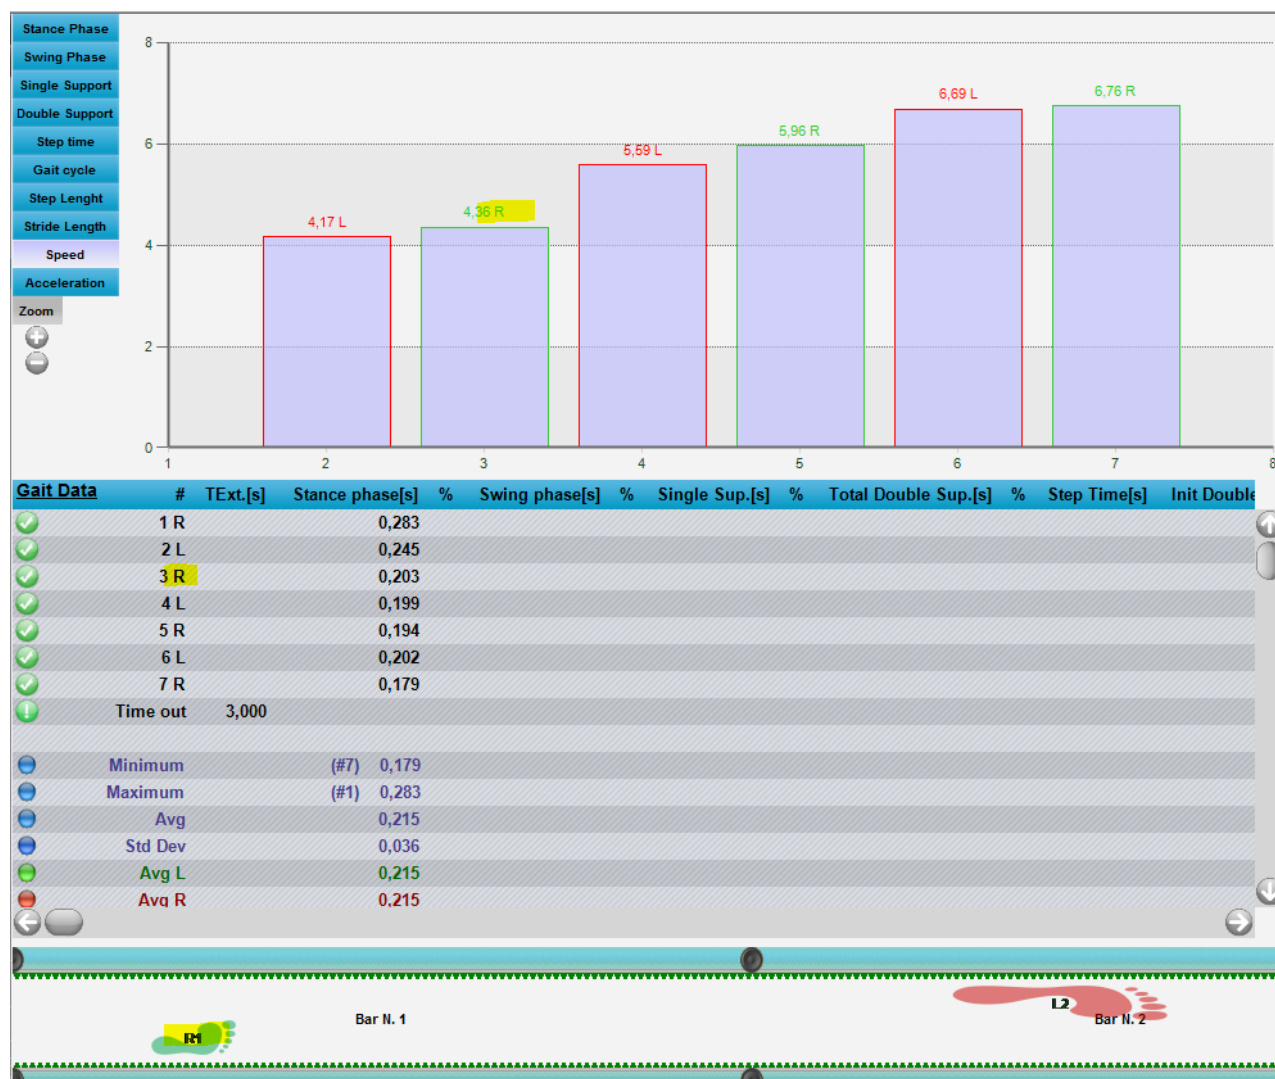 Stance Phase
Swing Phase
Single Support
Double Support
Step time
Gait cycle
Step Lenght
Stride Length
Speed
Acceleration
Zoom
8
6
4
2
0
4,17 L
4,36 R
5,59 L
5,96 R
6,69 L
6,76 R
1 2 3 4 5 6 7 8
Gait Data # TExt.[s] Stance phase[s] % Swing phase[s] % Single Sup.[s] % Total Double Sup.[s] % Step Time[s] Init Double
1 R 0,283
2 L 0,245
3 R 0,203
4 L 0,199
5 R 0,194
6 L 0,202
7 R 0,179
Time out 3,000
Minimum (#7) 0,179
Maximum (#1) 0,283
Avg 0,215
Std Dev 0,036
Avg L 0,215
Avg R 0,215
L2
Bar N. 1 Bar N. 2
R1